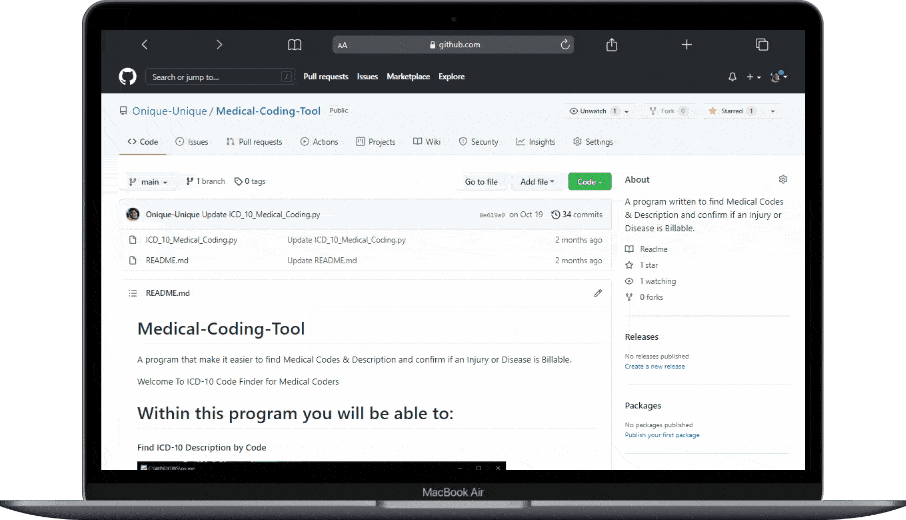 AA github.com
Search or jump to... / Pull requests Issues Marketplace Explore
Onique-Unique / Medical-Coding-Tool Public
Unwatch 1 Fork 0 Starred 1
Code Issues Pull requests Actions Projects Wiki Security Insights Settings
main 1 branch 0 tags Go to file Add file Code
Onique-Unique Update ICD_10_Medical_Coding.py on Oct 19 34 commits
ICD_10_Medical_Coding.py Update ICD_10_Medical_Coding.py 2 months ago
README.md Update README.md 2 months ago
README.md
Medical-Coding-Tool
A program that make it easier to find Medical Codes & Description and confirm if an Injury or Disease is Billable.
Welcome To ICD-10 Code Finder for Medical Coders
Within this program you will be able to:
Find ICD-10 Description by Code
About
A program written to find Medical Codes
& Description and confirm if an Injury or
Disease is Billable.
Readme
1 star
1 watching
0 forks
Releases
No releases published
Create a new release
Packages
No packages published
Publish your first package
MacBook Air